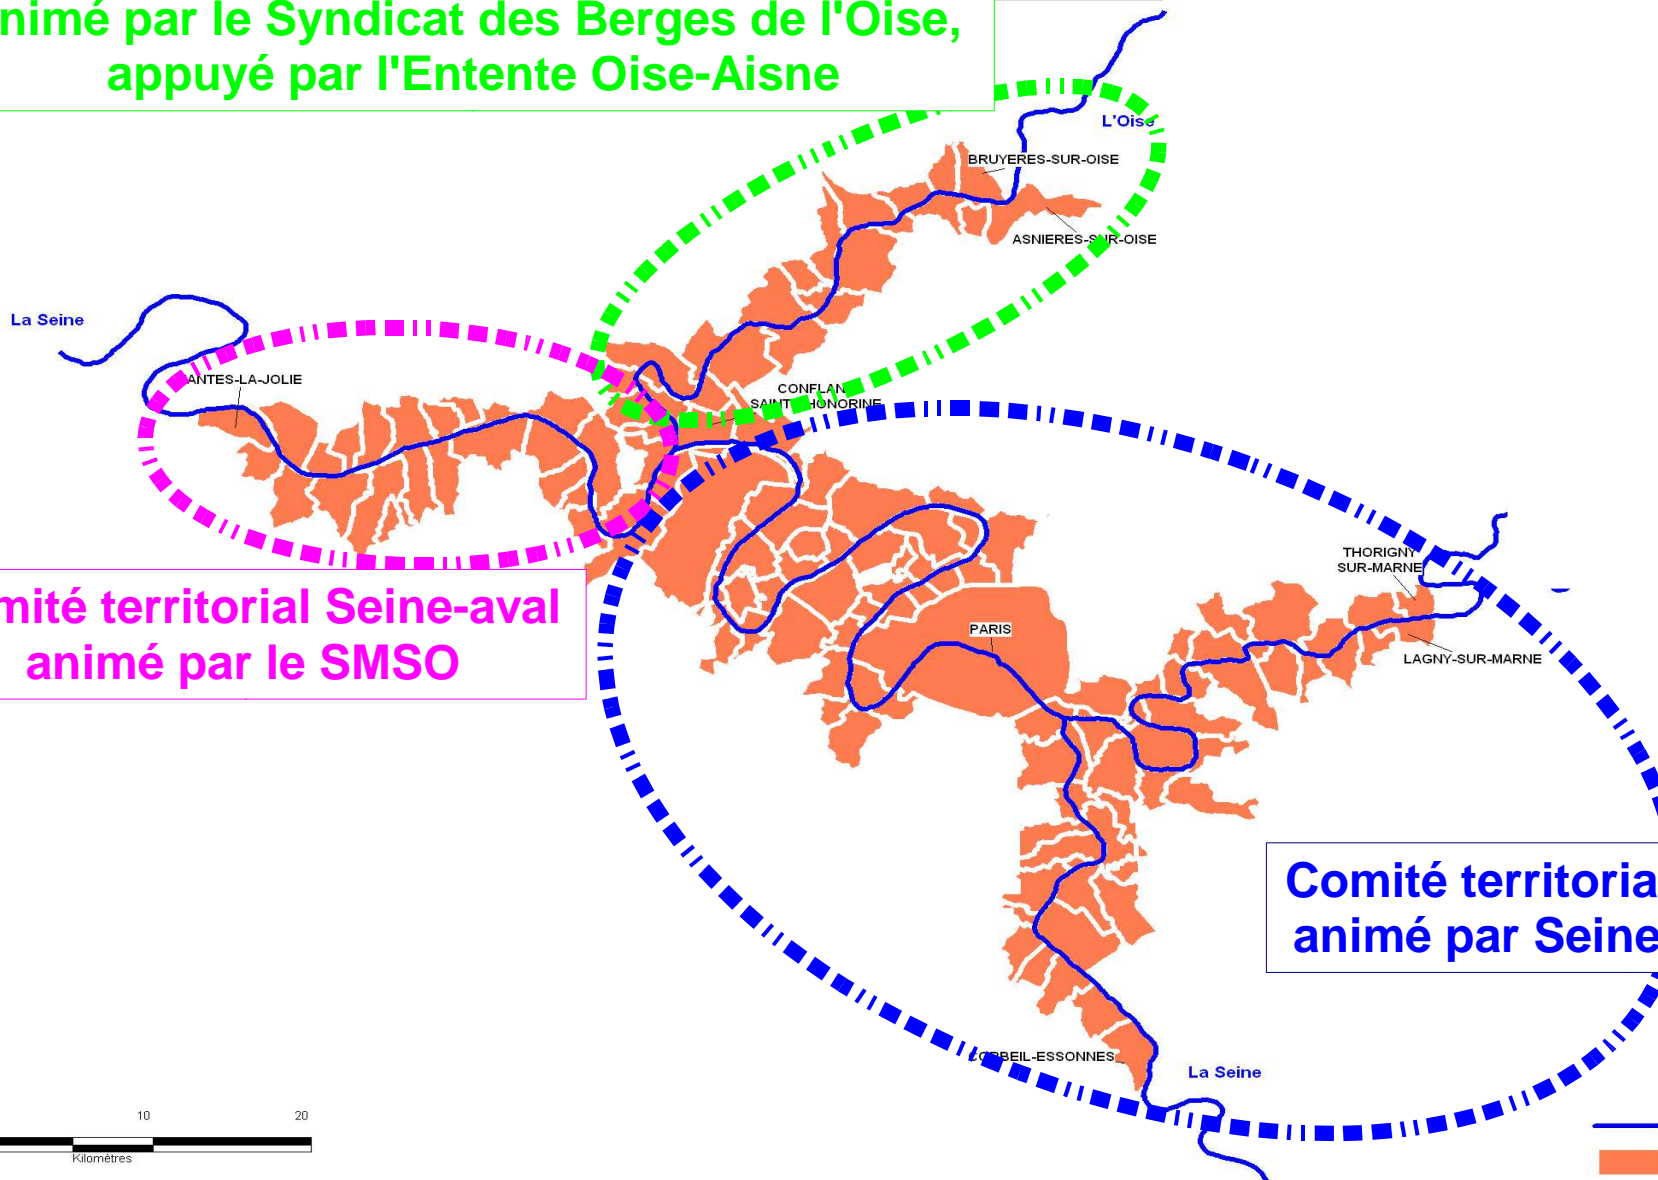 nimé par le Syndicat des Berges de l'Oise,
appuyé par l'Entente Oise-Aisne
L'Oise
BRUYERES-SUR-OISE
ASNIERES-SUR-OISE
La Seine
ANTES-LA-JOLIE
CONFLAN
SAINT HONORINE
THORIGNY
SUR-MARNE
mité territorial Seine-aval
animé par le SMSO
PARIS
LAGNY-SUR-MARNE
Comité territoria
animé par Seine
CORBEIL-ESSONNES
La Seine
10 20
Kilomètres